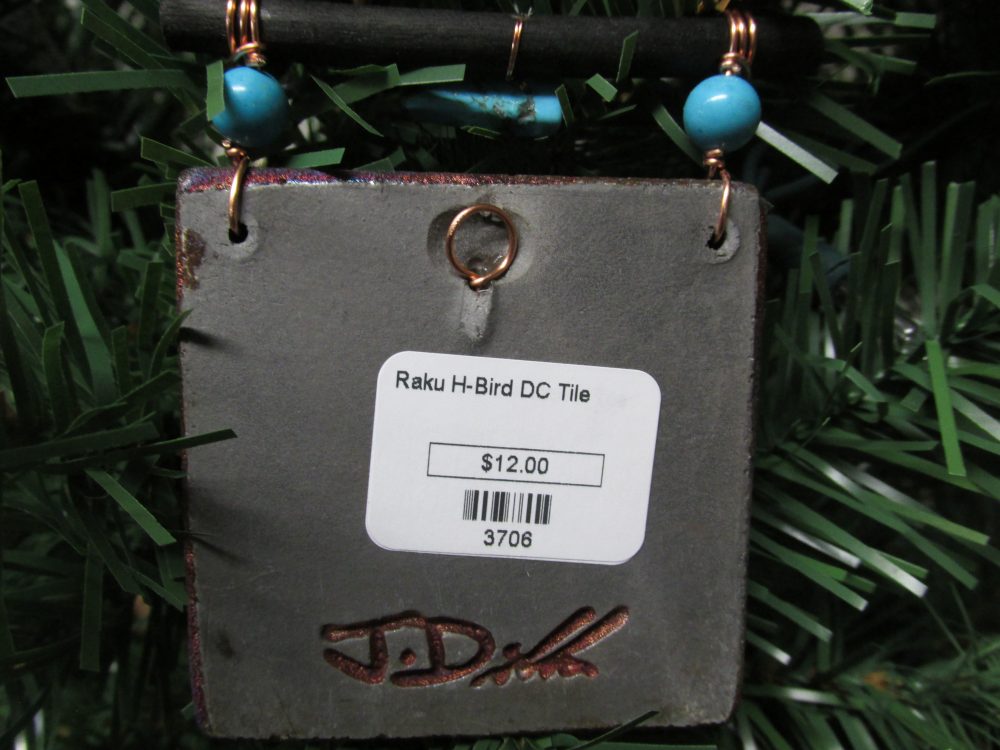 Raku H-Bird DC Tile
$12.00
3706